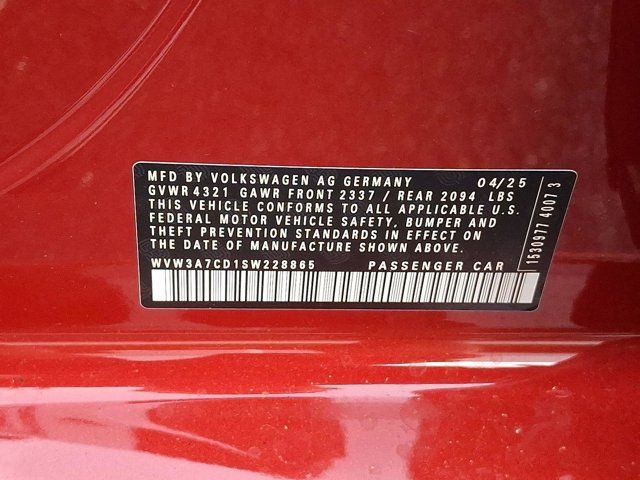 MFD BY VOLKSWAGEN AG GERMANY 04/25
GVWR 4321 GAWR FRONT 2337 / REAR 2094 LBS
THIS VEHICLE CONFORMS TO ALL APPLICABLE U.S.
FEDERAL MOTOR VEHICLE SAFETY, BUMPER AND
THEFT PREVENTION STANDARDS IN EFFECT ON
THE DATE OF MANUFACTURE SHOWN ABOVE.
WVW3A7CD1SW228865 PASSENGER CAR
1530977 4007 3